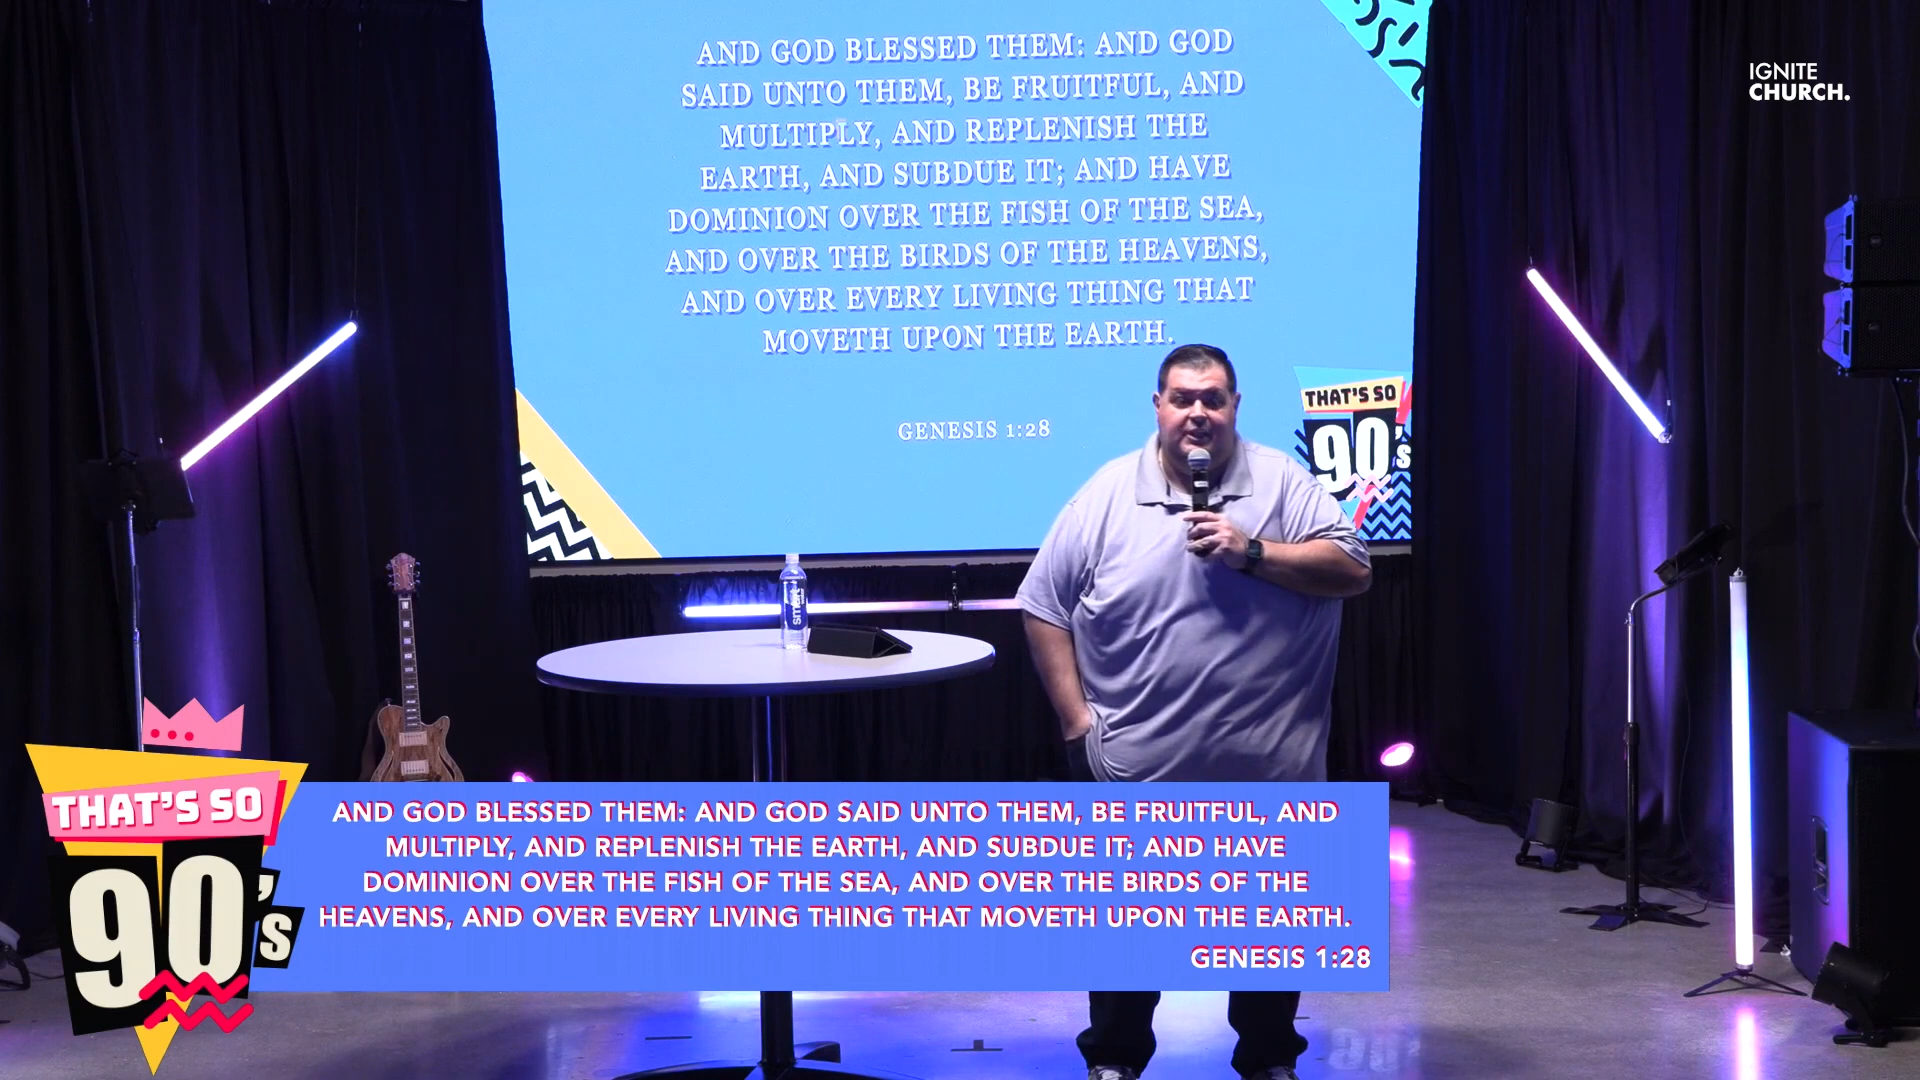 AND GOD BLESSED THEM: AND GOD
SAID UNTO THEM, BE FRUITFUL, AND
MULTIPLY, AND REPLENISH THE
EARTH, AND SUBDUE IT; AND HAVE
DOMINION OVER THE FISH OF THE SEA,
AND OVER THE BIRDS OF THE HEAVENS,
AND OVER EVERY LIVING THING THAT
MOVETH UPON THE EARTH.
GENESIS 1:28
THAT'S SO
90's
IGNITE
CHURCH.
smart
THAT'S SO
90's
AND GOD BLESSED THEM: AND GOD SAID UNTO THEM, BE FRUITFUL, AND
MULTIPLY, AND REPLENISH THE EARTH, AND SUBDUE IT; AND HAVE
DOMINION OVER THE FISH OF THE SEA, AND OVER THE BIRDS OF THE
HEAVENS, AND OVER EVERY LIVING THING THAT MOVETH UPON THE EARTH.
GENESIS 1:28